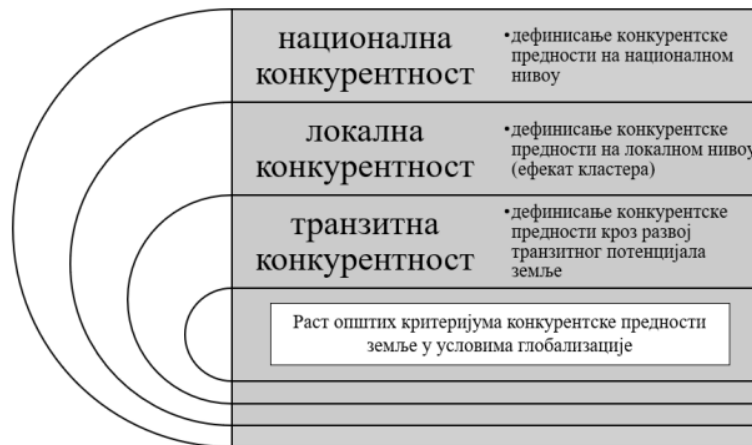 национална
конкурентност
•дефинисање конкурентске
предности на националном
нивоу
локална
конкурентност
•дефинисање конкурентске
предности на локалном нивоу
(ефекат кластера)
транзитна
конкурентност
•дефинисање конкурентске
предности кроз развој
транзитног потенцијала
земље
Раст општих критеријума конкурентске предности
земље у условима глобализације